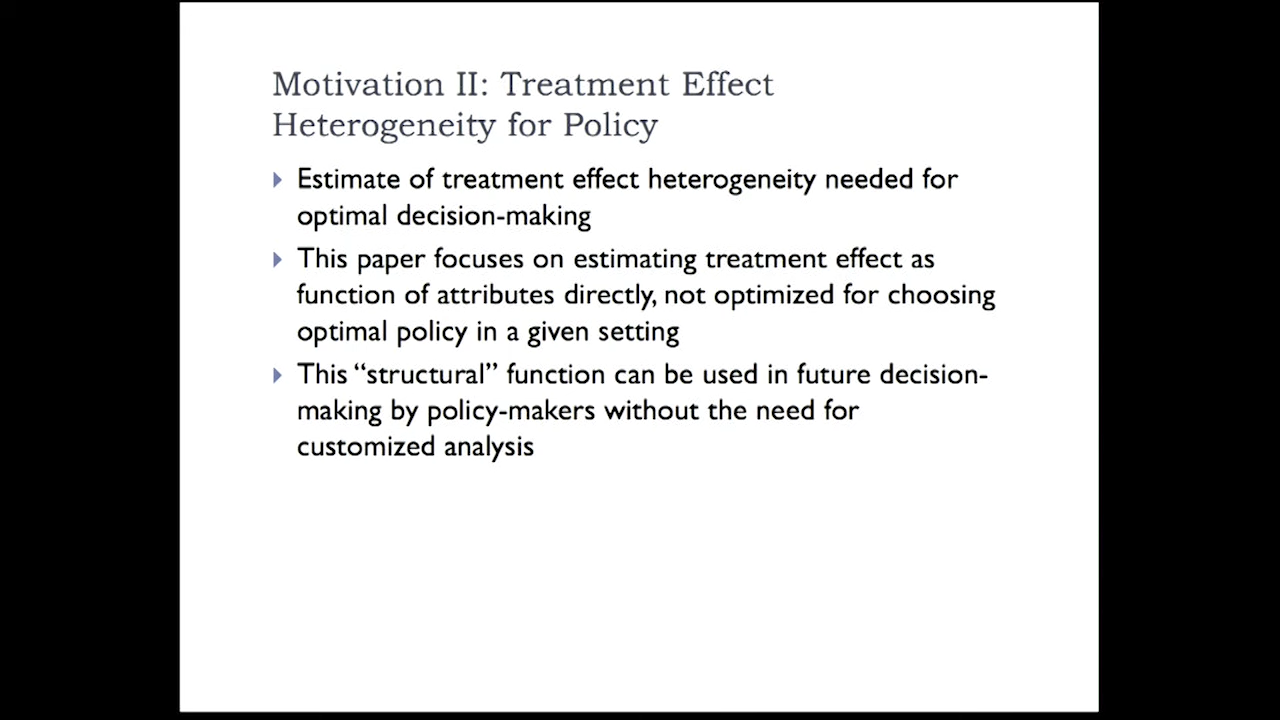 Motivation II: Treatment Effect
Heterogeneity for Policy
Estimate of treatment effect heterogeneity needed for
optimal decision-making
This paper focuses on estimating treatment effect as
function of attributes directly, not optimized for choosing
optimal policy in a given setting
This “structural” function can be used in future decision-
making by policy-makers without the need for
customized analysis